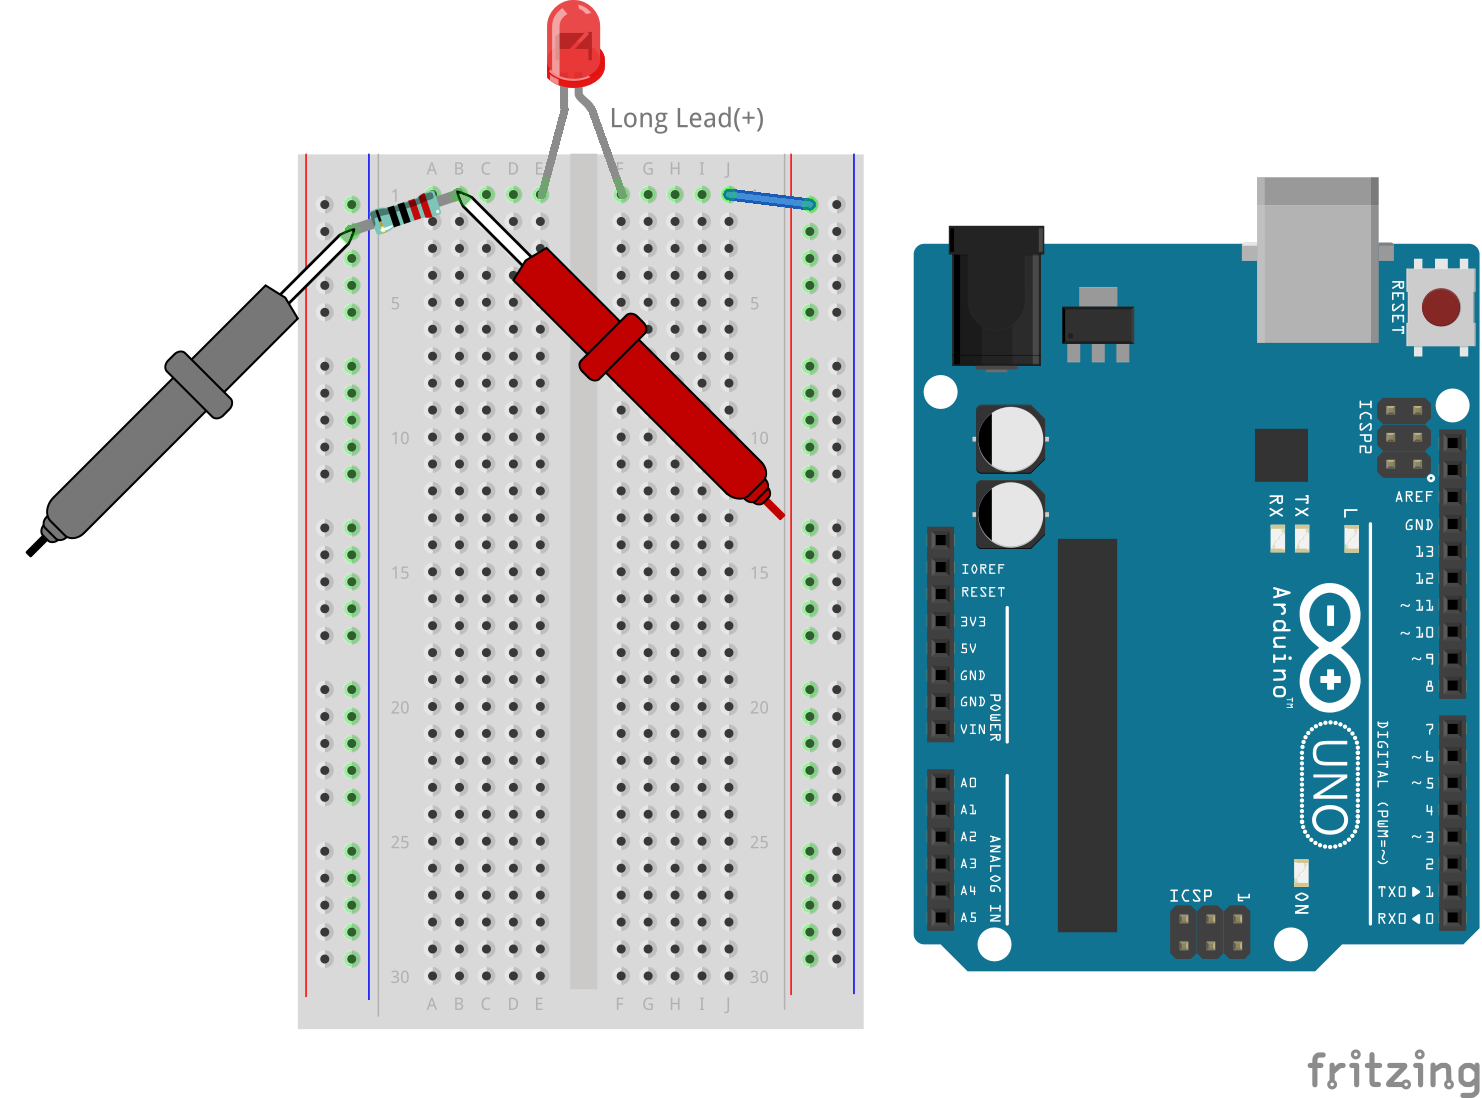 Long Lead(+)
A B C D E F G H I J
1
5 5
10 10
15 15
20 20
25 25
30 30
A B C D E F G H I J
RESET
ICSP2
AREF
GND
13
12
~11
~10
~9
8
7
~6
~5
4
~3
2
TX0▶1
RX0◀0
DIGITAL (PWM=~)
RX TX L
Arduino™
UNO
IOREF
RESET
3V3
5V
GND
GND
VIN
POWER
A0
A1
A2
A3
A4
A5
ANALOG IN
ICSP 1
ON
fritzing